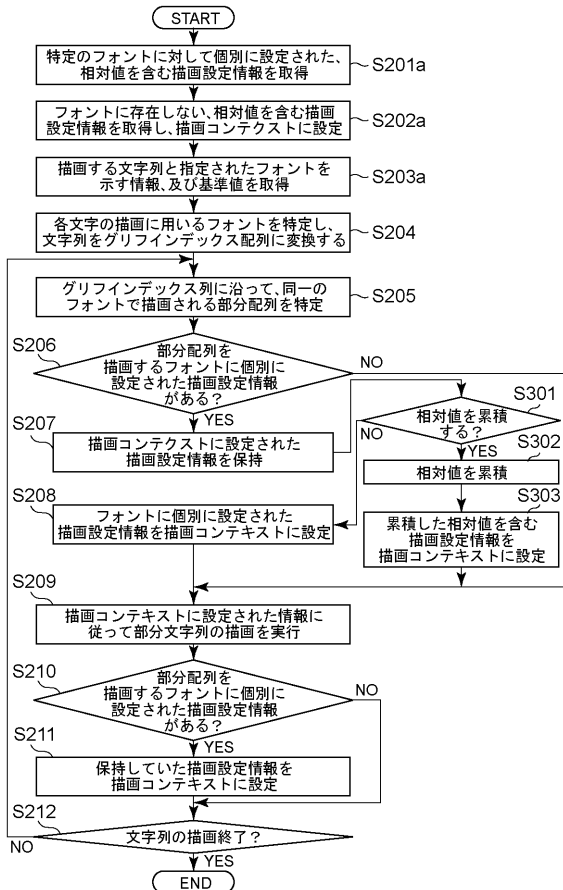 START
特定のフォントに対して個別に設定された、
相対値を含む描画設定情報を取得
S201a
フォントに存在しない、相対値を含む描画
設定情報を取得し、描画コンテクストに設定
S202a
描画する文字列と指定されたフォントを
示す情報、及び基準値を取得
S203a
各文字の描画に用いるフォントを特定し、
文字列をグリフインデックス配列に変換する
S204
グリフインデックス列に沿って、同一の
フォントで描画される部分配列を特定
S205
S206
部分配列を
描画するフォントに個別に
設定された描画設定情報
がある?
NO
YES
S207
描画コンテクストに設定された
描画設定情報を保持
S301
相対値を累積
する?
NO
YES
S302
相対値を累積
S303
累積した相対値を含む
描画設定情報を
描画コンテキストに設定
S208
フォントに個別に設定された
描画設定情報を描画コンテキストに設定
S209
描画コンテキストに設定された情報に
従って部分文字列の描画を実行
S210
部分配列を
描画するフォントに個別に
設定された描画設定情報
がある?
NO
YES
S211
保持していた描画設定情報を
描画コンテキストに設定
S212
文字列の描画終了?
NO
YES
END